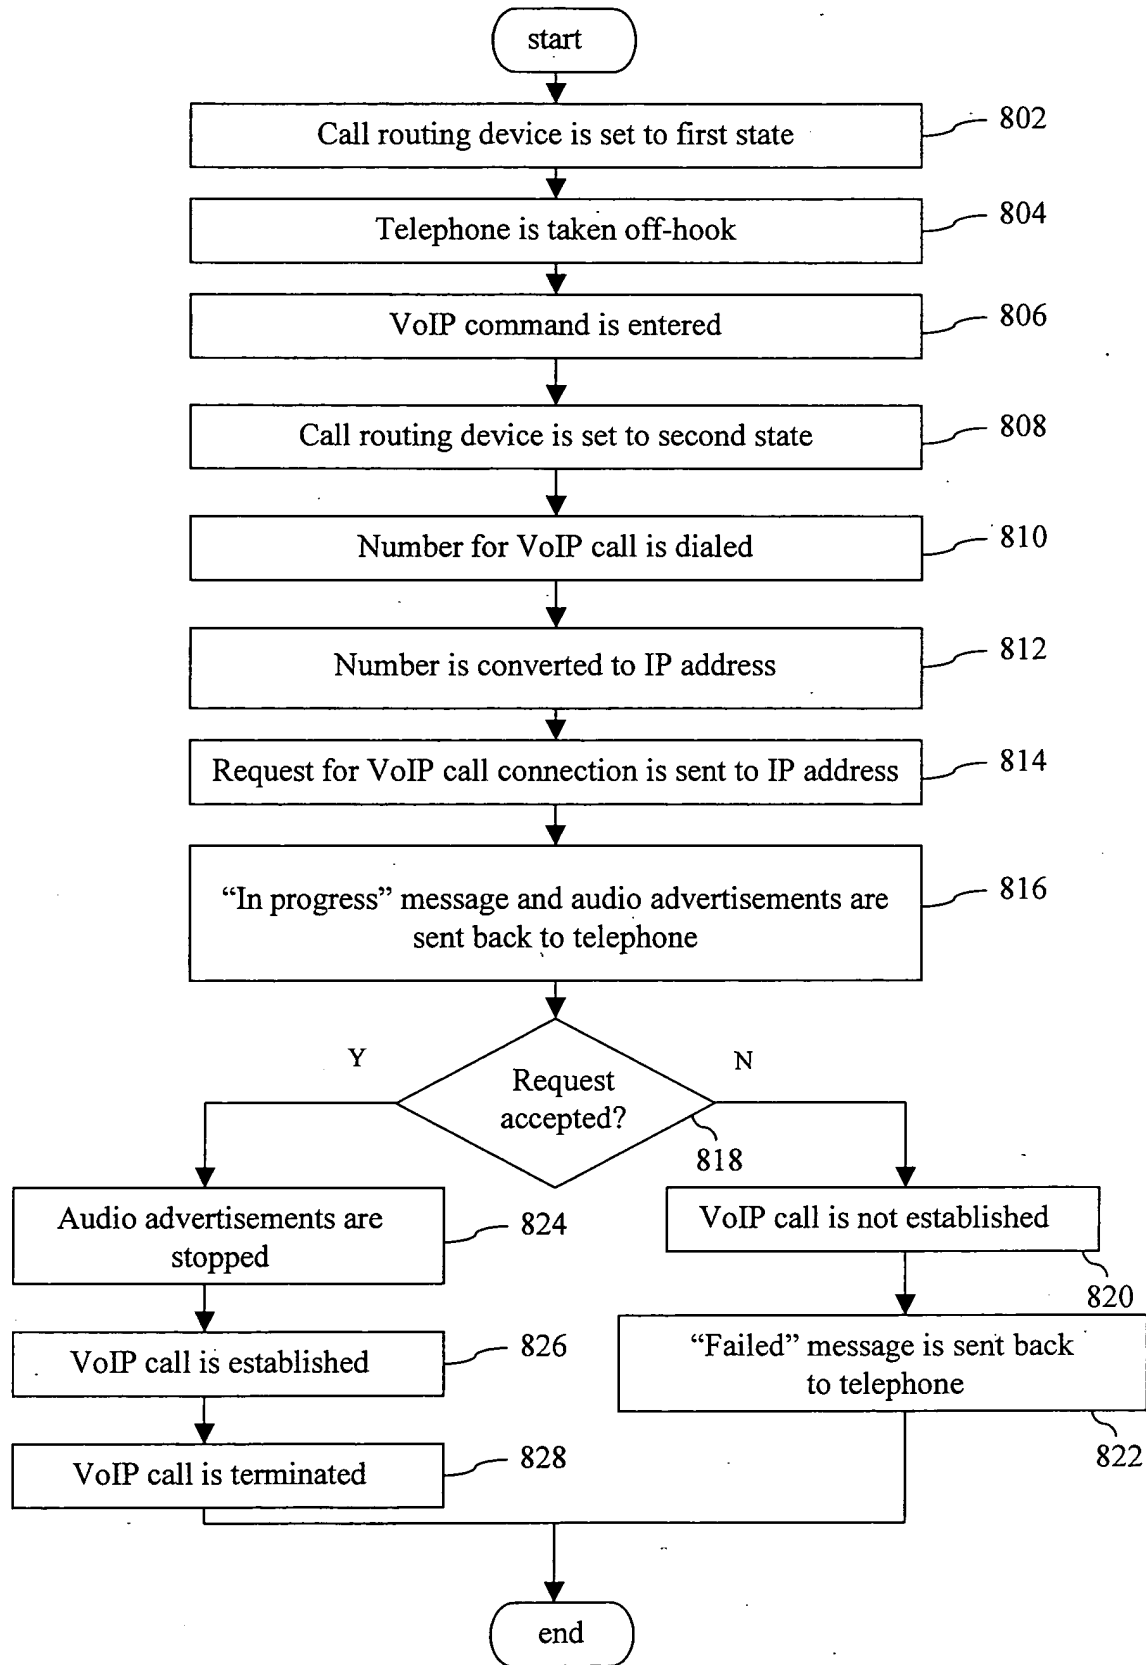 start
Call routing device is set to first state
802
Telephone is taken off-hook
804
VoIP command is entered
806
Call routing device is set to second state
808
Number for VoIP call is dialed
810
Number is converted to IP address
812
Request for VoIP call connection is sent to IP address
814
“In progress” message and audio advertisements are
sent back to telephone
816
Y
N
Request
accepted?
818
Audio advertisements are
stopped
824
VoIP call is not established
820
VoIP call is established
826
“Failed” message is sent back
to telephone
822
VoIP call is terminated
828
end